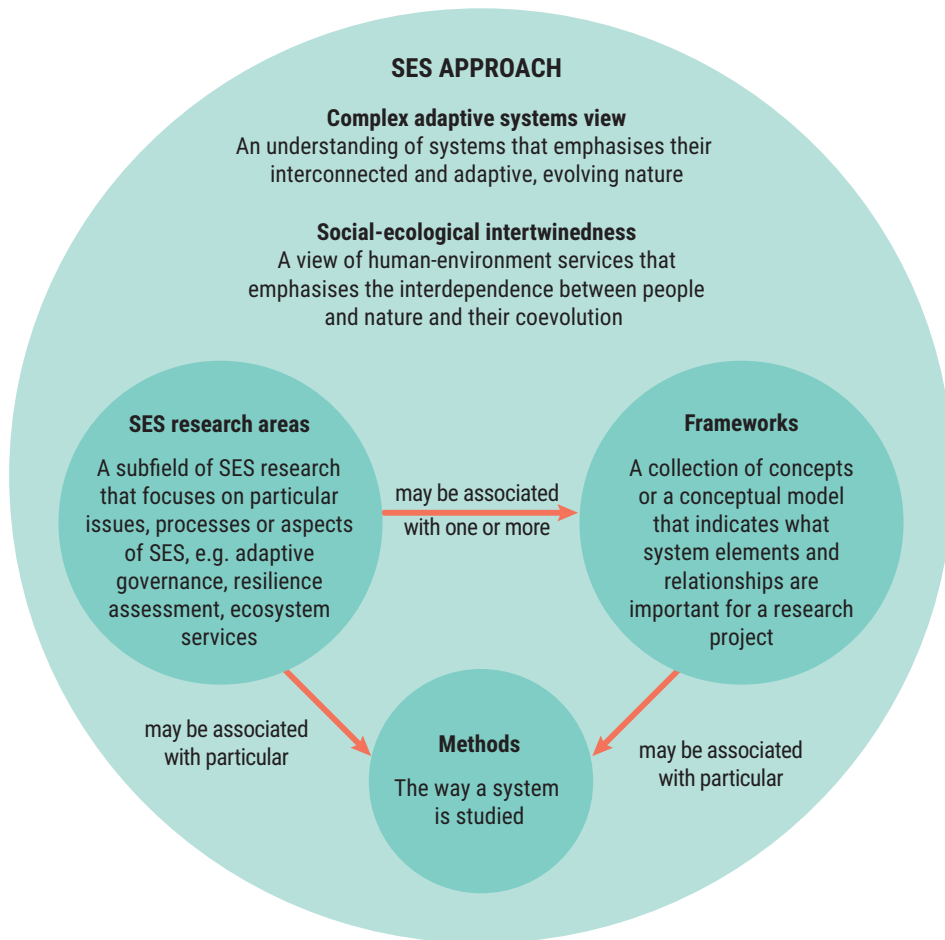 SES APPROACH
Complex adaptive systems view
An understanding of systems that emphasises their
interconnected and adaptive, evolving nature
Social-ecological intertwinedness
A view of human-environment services that
emphasises the interdependence between people
and nature and their coevolution
SES research areas
A subfield of SES research
that focuses on particular
issues, processes or aspects
of SES, e.g. adaptive
governance, resilience
assessment, ecosystem
services
may be associated
with one or more
Frameworks
A collection of concepts
or a conceptual model
that indicates what
system elements and
relationships are
important for a research
project
may be associated
with particular
Methods
The way a system
is studied
may be associated
with particular